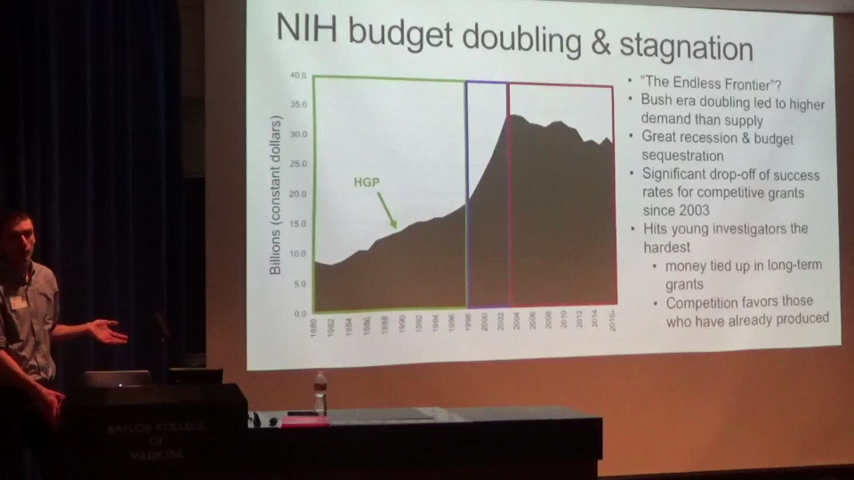 NIH budget doubling & stagnation
40.0
35.0
30.0
25.0
20.0
15.0
10.0
5.0
0.0
Billions (constant dollars)
HGP
1980
1982
1984
1986
1988
1990
1992
1994
1996
1998
2000
2002
2004
2006
2008
2010
2012
2014
2016
• "The Endless Frontier"?
• Bush era doubling led to higher
demand than supply
• Great recession & budget
sequestration
• Significant drop-off of success
rates for competitive grants
since 2003
• Hits young investigators the
hardest
• money tied up in long-term
grants
• Competition favors those
who have already produced
BAYLOR COLLEGE
OF
MEDICINE